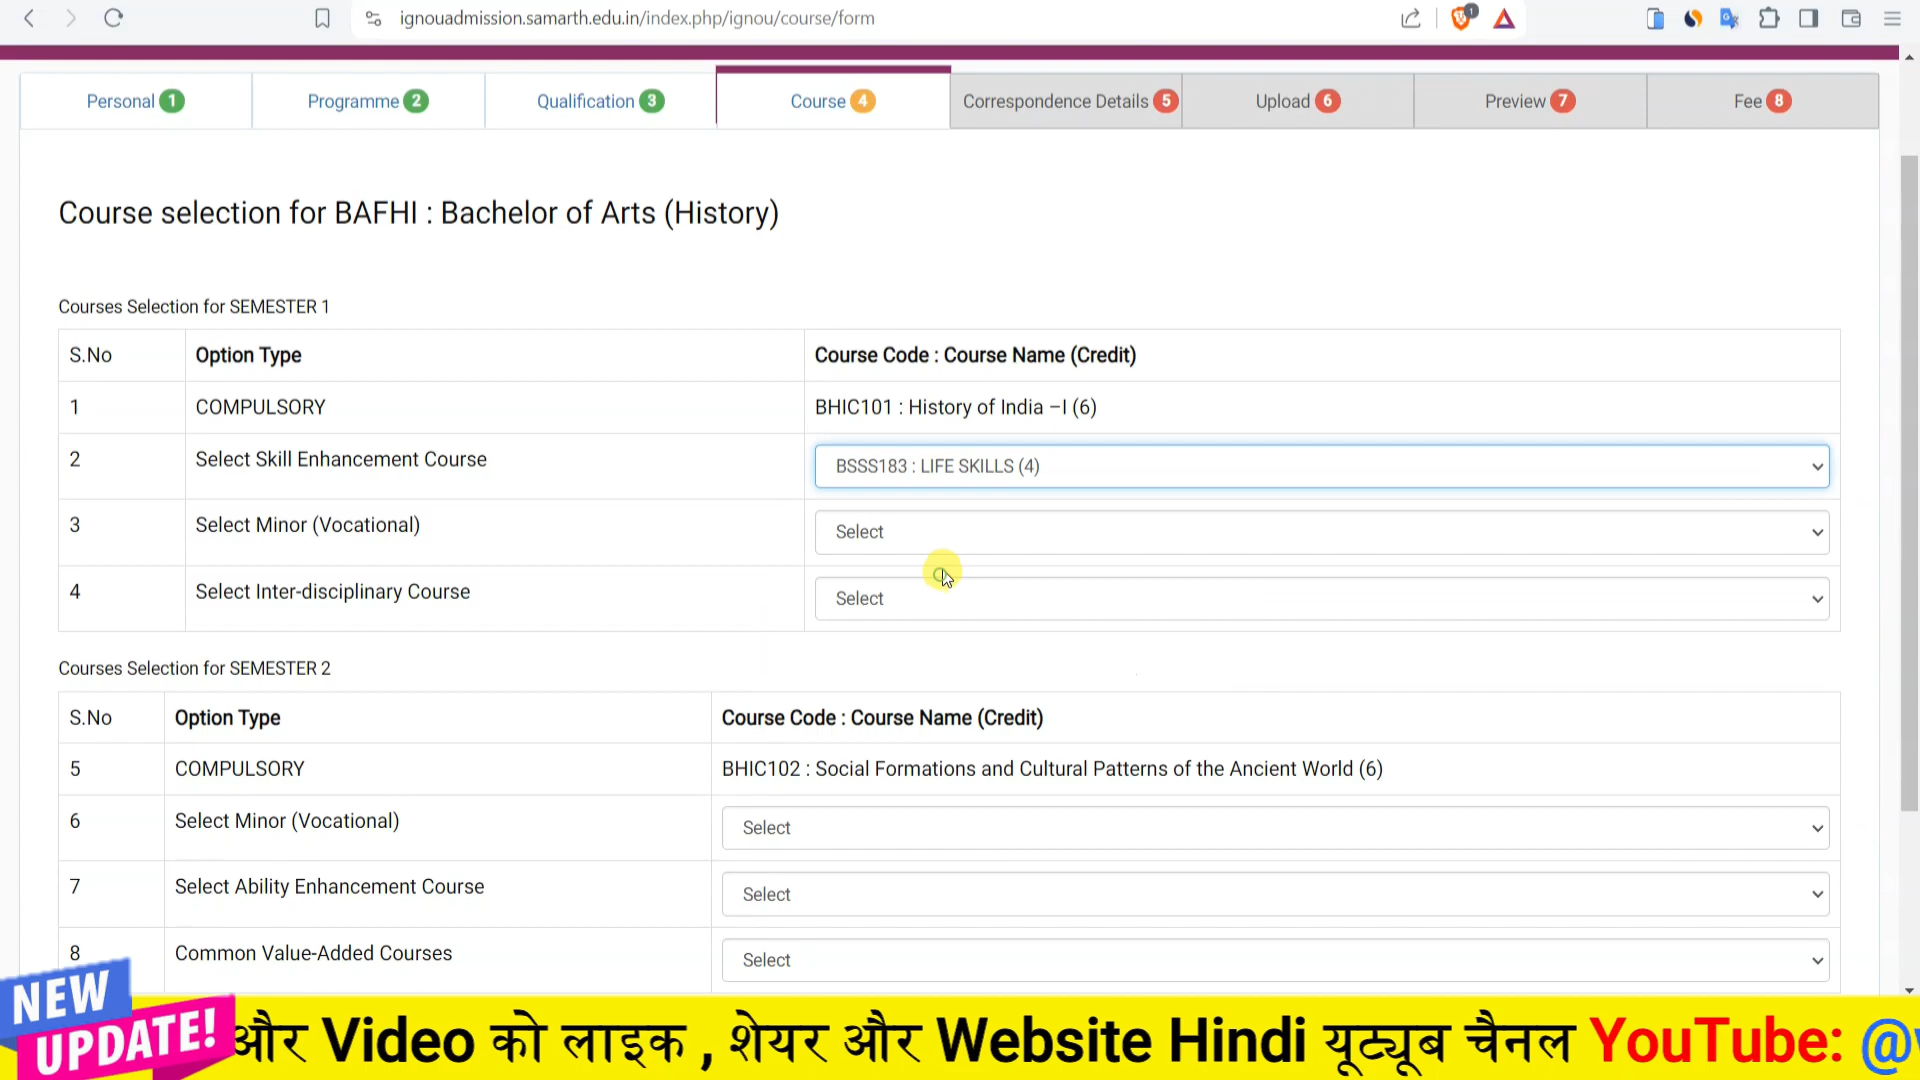 ignouadmission.samarth.edu.in/index.php/ignou/course/form
1
Personal 1 Programme 2 Qualification 3 Course 4 Correspondence Details 5 Upload 6 Preview 7 Fee 8
Course selection for BAFHI : Bachelor of Arts (History)
Courses Selection for SEMESTER 1
S.No Option Type Course Code : Course Name (Credit)
1 COMPULSORY BHIC101 : History of India –I (6)
2 Select Skill Enhancement Course BSSS183 : LIFE SKILLS (4)
3 Select Minor (Vocational) Select
4 Select Inter-disciplinary Course Select
Courses Selection for SEMESTER 2
S.No Option Type Course Code : Course Name (Credit)
5 COMPULSORY BHIC102 : Social Formations and Cultural Patterns of the Ancient World (6)
6 Select Minor (Vocational) Select
7 Select Ability Enhancement Course Select
8 Common Value-Added Courses Select
NEW
UPDATE!
और Video को लाइक , शेयर और Website Hindi यूट्यूब चैनल YouTube: @